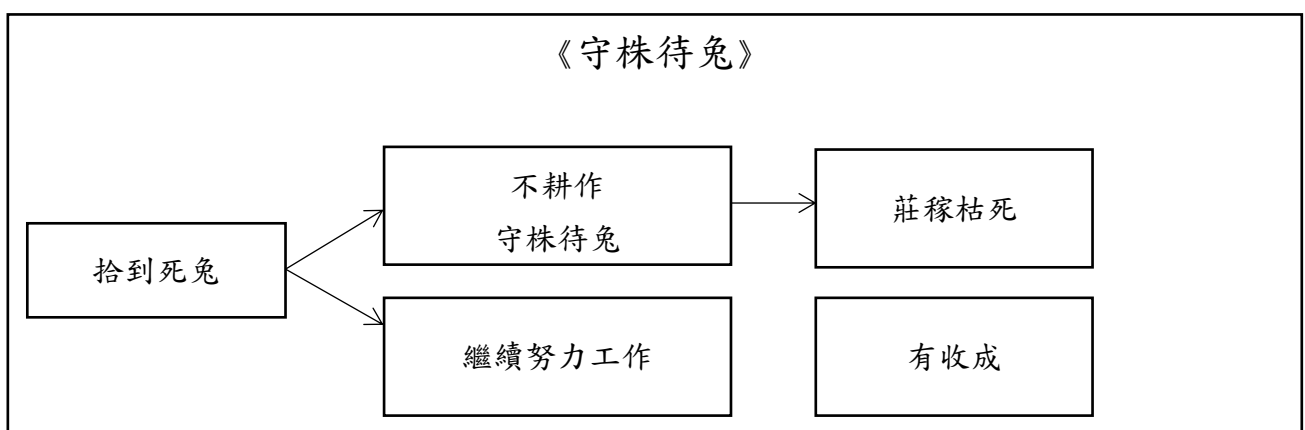 《守株待兔》
不耕作
守株待兔
莊稼枯死
拾到死兔
繼續努力工作
有收成